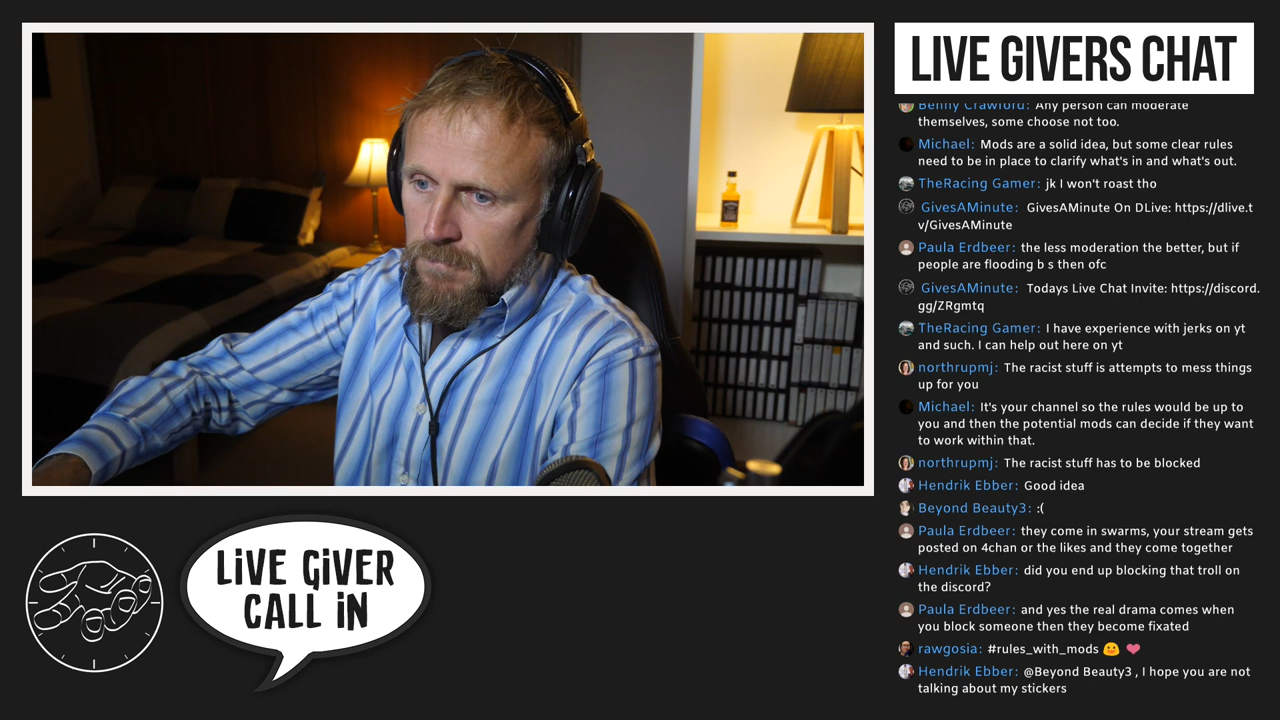 LIVE GIVERS CHAT
Benny Crawford: Any person can moderate
themselves, some choose not too.
Michael: Mods are a solid idea, but some clear rules
need to be in place to clarify what's in and what's out.
TheRacing Gamer: jk I won't roast tho
GivesAMinute: GivesAMinute On DLive: https://dlive.t
v/GivesAMinute
Paula Erdbeer: the less moderation the better, but if
people are flooding b s then ofc
GivesAMinute: Todays Live Chat Invite: https://discord.
gg/ZRgmtq
TheRacing Gamer: I have experience with jerks on yt
and such. I can help out here on yt
northrupmj: The racist stuff is attempts to mess things
up for you
Michael: It's your channel so the rules would be up to
you and then the potential mods can decide if they want
to work within that.
northrupmj: The racist stuff has to be blocked
Hendrik Ebber: Good idea
Beyond Beauty3: :(
Paula Erdbeer: they come in swarms, your stream gets
posted on 4chan or the likes and they come together
Hendrik Ebber: did you end up blocking that troll on
the discord?
Paula Erdbeer: and yes the real drama comes when
you block someone then they become fixated
rawgosia: #rules_with_mods
Hendrik Ebber: @Beyond Beauty3 , I hope you are not
talking about my stickers
LiVE GiVER
CALL iN